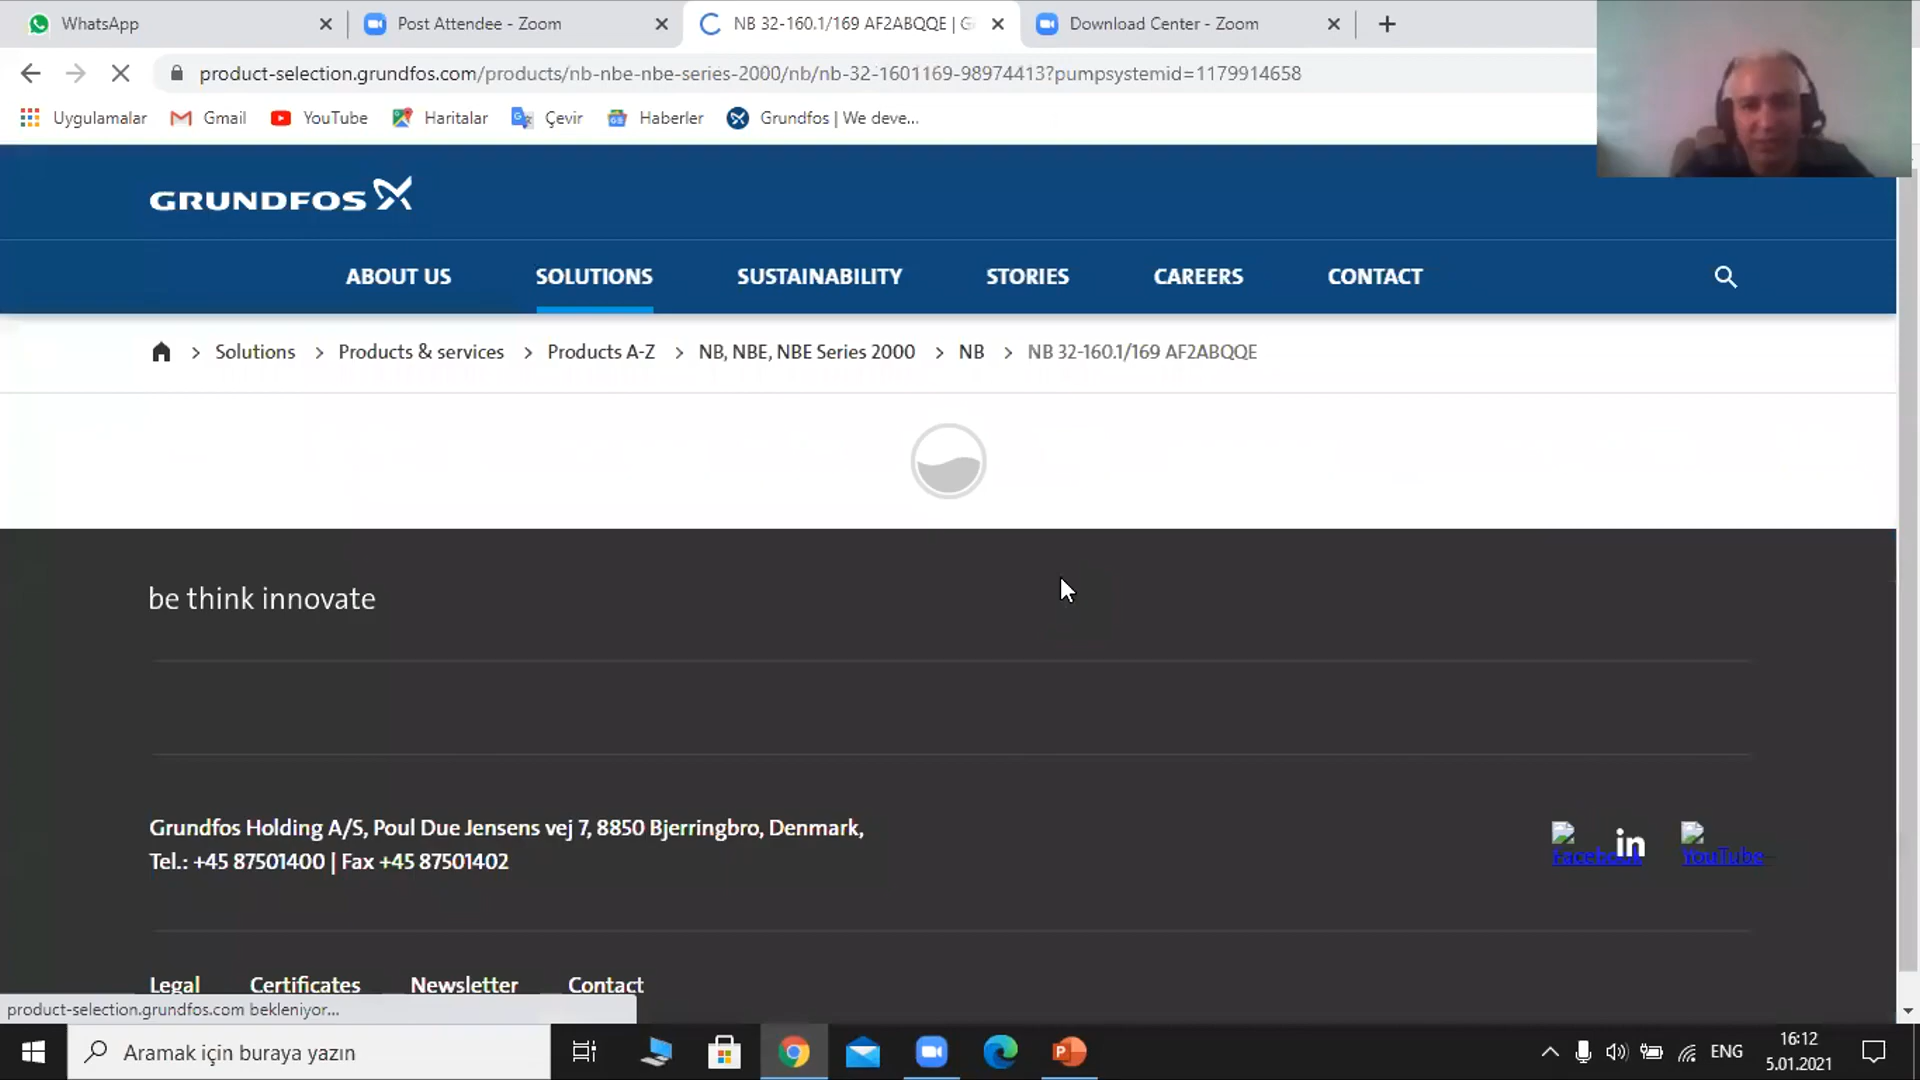 WhatsApp
Post Attendee - Zoom
NB 32-160.1/169 AF2ABQQE | G
Download Center - Zoom
product-selection.grundfos.com/products/nb-nbe-nbe-series-2000/nb/nb-32-1601169-98974413?pumpsystemid=1179914658
Uygulamalar
Gmail
YouTube
Haritalar
Çevir
Haberler
Grundfos | We deve...
GRUNDFOS
ABOUT US
SOLUTIONS
SUSTAINABILITY
STORIES
CAREERS
CONTACT
Solutions > Products & services > Products A-Z > NB, NBE, NBE Series 2000 > NB > NB 32-160.1/169 AF2ABQQE
be think innovate
Grundfos Holding A/S, Poul Due Jensens vej 7, 8850 Bjerringbro, Denmark,
Tel.: +45 87501400 | Fax +45 87501402
Facebook
in
YouTube
Legal
Certificates
Newsletter
Contact
product-selection.grundfos.com bekleniyor...
Aramak için buraya yazın
ENG
16:12
5.01.2021